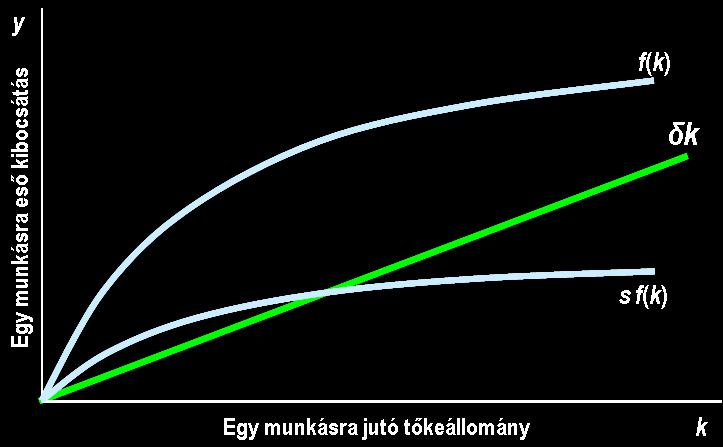 y
Egy munkásra eső kibocsátás
f(k)
δk
s f(k)
Egy munkásra jutó tőkeállomány
k